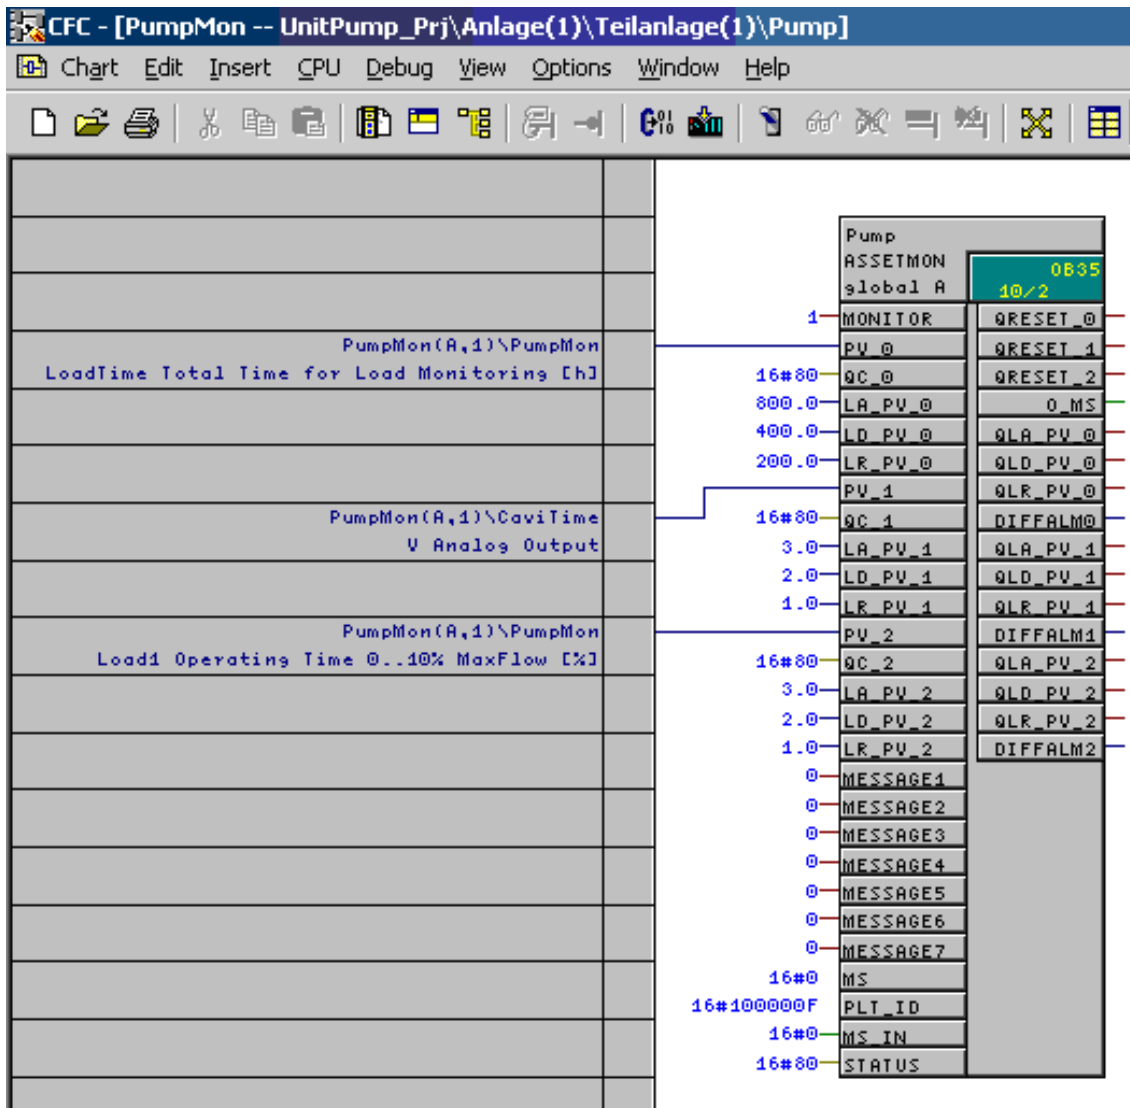 CFC - [PumpMon -- UnitPump_Prj\Anlage(1)\Teilanlage(1)\Pump]
Chart Edit Insert CPU Debug View Options Window Help
Pump
ASSETMON
global A
OB35
10/2
1 MONITOR QRESET_0
PumpMon(A,1)\PumpMon PV_0 QRESET_1
LoadTime Total Time for Load Monitoring [h] 16#80 QC_0 QRESET_2
800.0 LA_PV_0 O_MS
400.0 LD_PV_0 QLA_PV_0
200.0 LR_PV_0 QLD_PV_0
PV_1 QLR_PV_0
PumpMon(A,1)\CaviTime 16#80 QC_1 DIFFALM0
V Analog Output 3.0 LA_PV_1 QLA_PV_1
2.0 LD_PV_1 QLD_PV_1
1.0 LR_PV_1 QLR_PV_1
PumpMon(A,1)\PumpMon PV_2 DIFFALM1
Load1 Operating Time 0..10% MaxFlow [%] 16#80 QC_2 QLA_PV_2
3.0 LA_PV_2 QLD_PV_2
2.0 LD_PV_2 QLR_PV_2
1.0 LR_PV_2 DIFFALM2
0 MESSAGE1
0 MESSAGE2
0 MESSAGE3
0 MESSAGE4
0 MESSAGE5
0 MESSAGE6
0 MESSAGE7
16#0 MS
16#100000F PLT_ID
16#0 MS_IN
16#80 STATUS